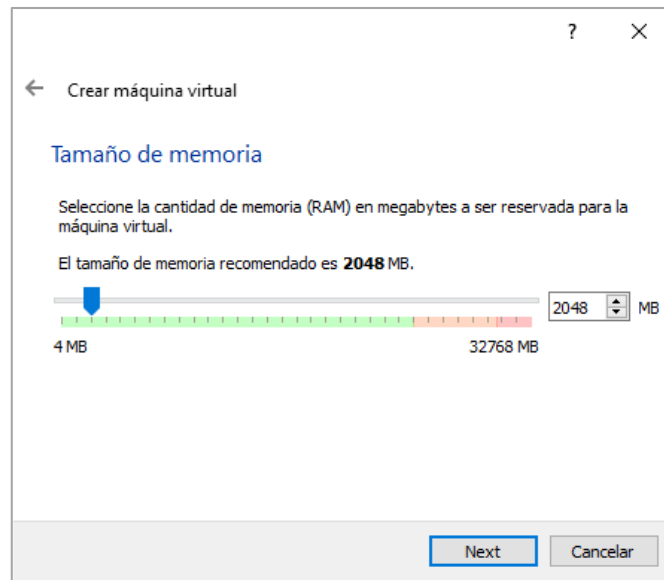 ?
← Crear máquina virtual
Tamaño de memoria
Seleccione la cantidad de memoria (RAM) en megabytes a ser reservada para la
máquina virtual.
El tamaño de memoria recomendado es 2048 MB.
2048 MB
4 MB 32768 MB
Next Cancelar